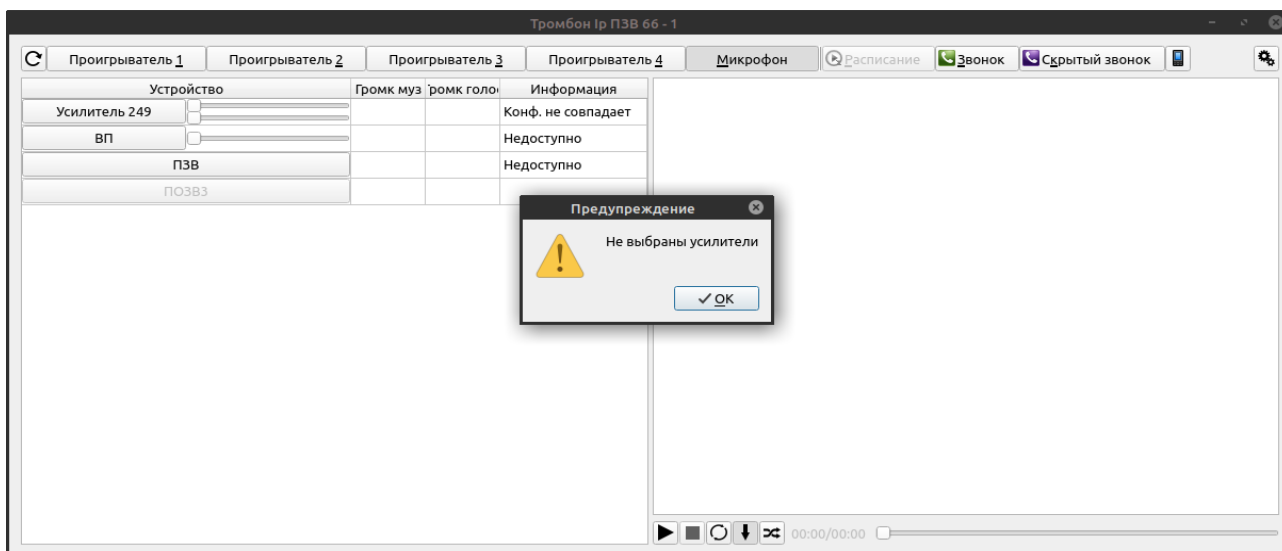 Тромбон Ip ПЗВ 66 - 1
Проигрыватель 1 Проигрыватель 2 Проигрыватель 3 Проигрыватель 4 Микрофон Расписание Звонок Скрытый звонок
Устройство Громк муз ромк голо Информация
Усилитель 249 Конф. не совпадает
ВП Недоступно
ПЗВ Недоступно
ПОЗВЗ
Предупреждение
Не выбраны усилители
OK
00:00/00:00